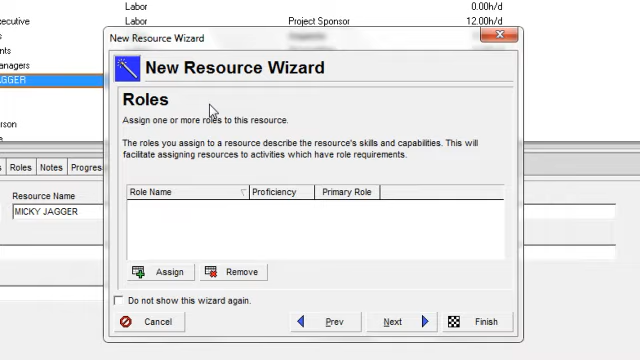 Labor 0.00h/d
xecutive Labor Project Sponsor 12.00h/d
New Resource Wizard
New Resource Wizard
Roles
Assign one or more roles to this resource.
The roles you assign to a resource describe the resource's skills and capabilities. This will
facilitate assigning resources to activities which have role requirements.
Role Name Proficiency Primary Role
Assign Remove
Do not show this wizard again.
Cancel Prev Next Finish
s
nts
anagers
AGGER
rson
s Roles Notes Progres
Resource Name
MICKY JAGGER